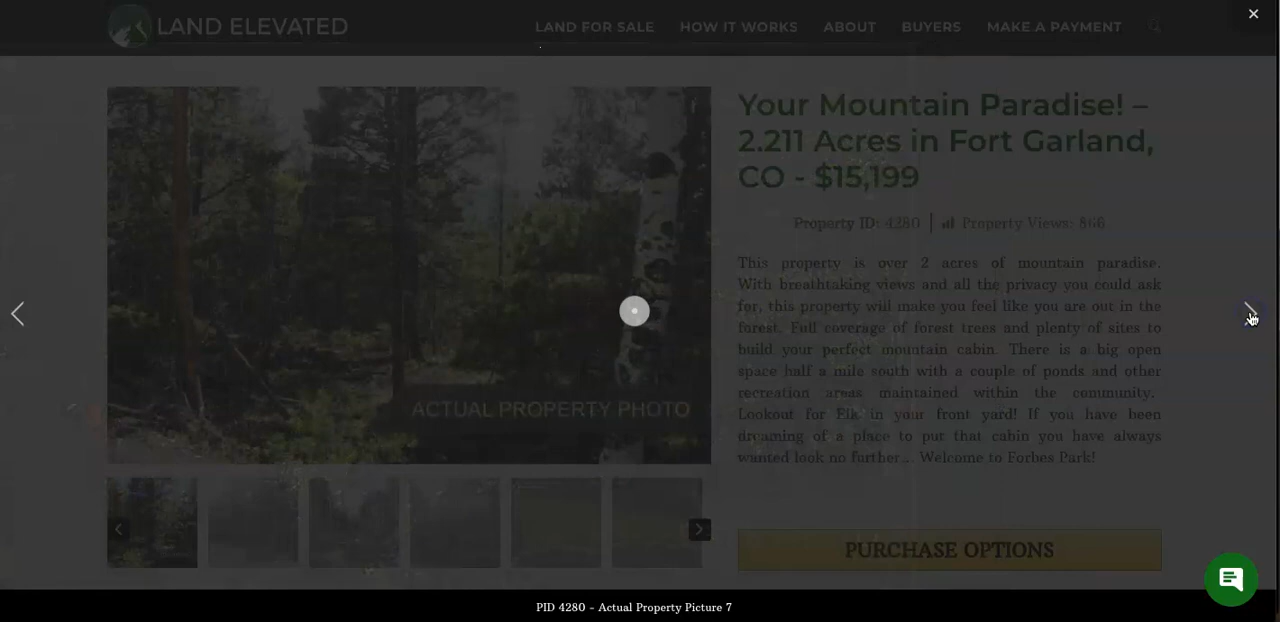 LAND ELEVATED
LAND FOR SALE HOW IT WORKS ABOUT BUYERS MAKE A PAYMENT
Your Mountain Paradise! –
2.211 Acres in Fort Garland,
CO - $15,199
Property ID: 4280 | Property Views: 866
This property is over 2 acres of mountain paradise.
With breathtaking views and all the privacy you could ask
for, this property will make you feel like you are out in the
forest. Full coverage of forest trees and plenty of sites to
build your perfect mountain cabin. There is a big open
space half a mile south with a couple of ponds and other
recreation areas maintained within the community.
Lookout for Elk in your front yard! If you have been
dreaming of a place to put that cabin you have always
wanted look no further... Welcome to Forbes Park!
ACTUAL PROPERTY PHOTO
PURCHASE OPTIONS
PID 4280 - Actual Property Picture 7